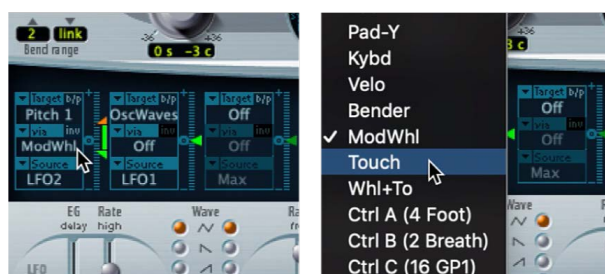 2 link
Bend range
-36 +36
0 s -3 c
Target b/p Target b/p Target b/p
Pitch 1 OscWaves Off
via inv via inv via inv
ModWhl Off Off
Source Source Source
LFO2 LFO1 Max
EG Rate Wave
delay high
LFO
Pad-Y
Kybd
Velo
Bender
✓ ModWhl
Touch
Whl+To
Ctrl A (4 Foot)
Ctrl B (2 Breath)
Ctrl C (16 GP1)
+36
3 c
Target b/p
Off
via inv
Off
Source
Max
Wave